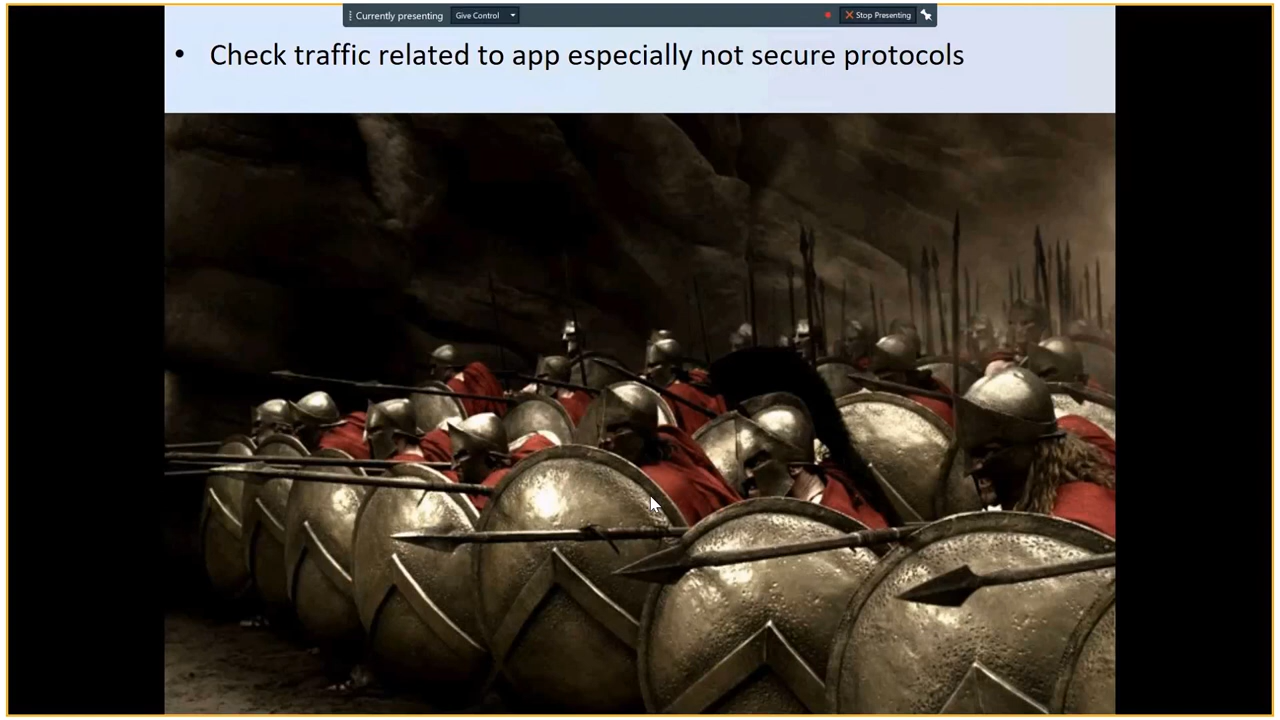 Currently presenting Give Control Stop Presenting
• Check traffic related to app especially not secure protocols